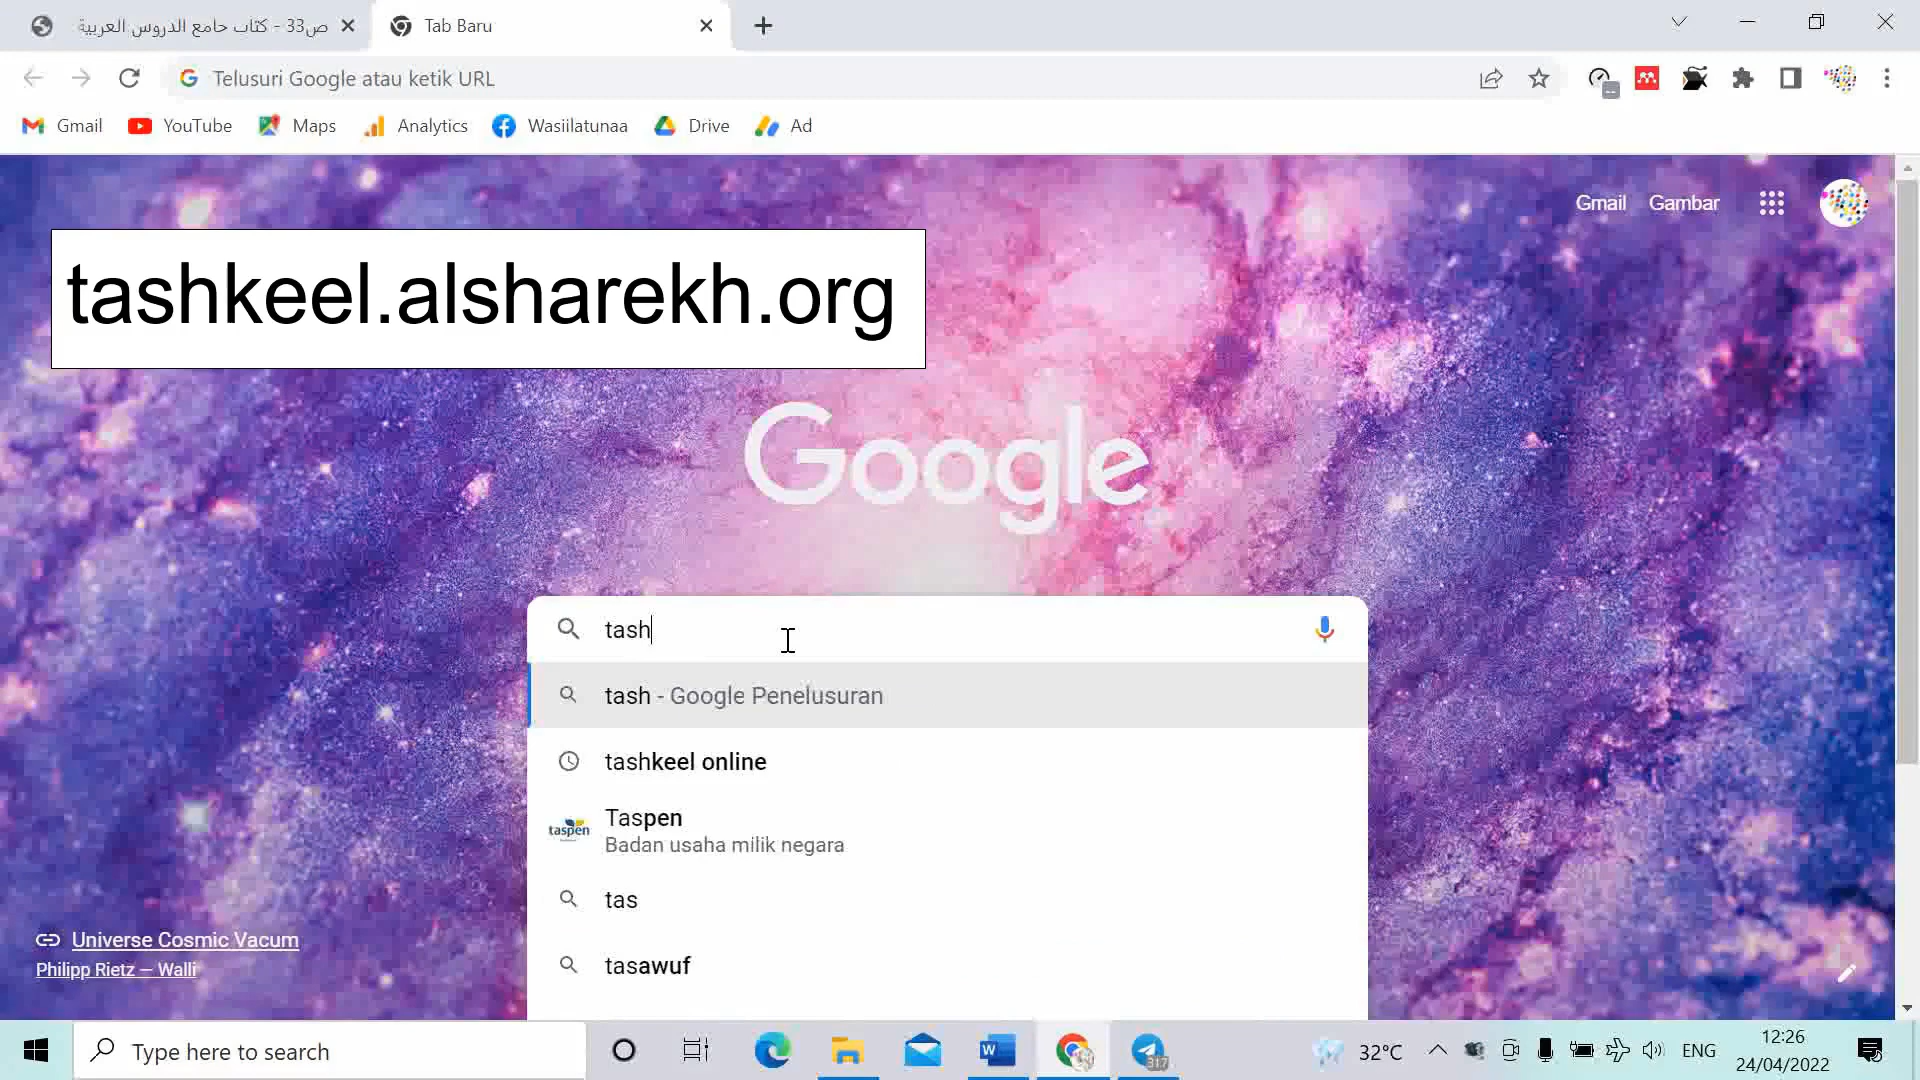 ص33 - كتاب جامع الدروس العربية
Tab Baru
Telusuri Google atau ketik URL
Gmail
YouTube
Maps
Analytics
Wasiilatunaa
Drive
Ad
Gmail
Gambar
tashkeel.alsharekh.org
Google
tash
tash - Google Penelusuran
tashkeel online
taspen
Taspen
Badan usaha milik negara
tas
tasawuf
Universe Cosmic Vacum
Philipp Rietz — Walli
Type here to search
317
32°C
ENG
12:26
24/04/2022